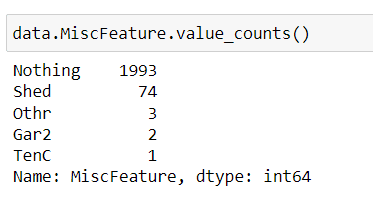 data.MiscFeature.value_counts()
Nothing    1993
Shed         74
Othr          3
Gar2          2
TenC          1
Name: MiscFeature, dtype: int64